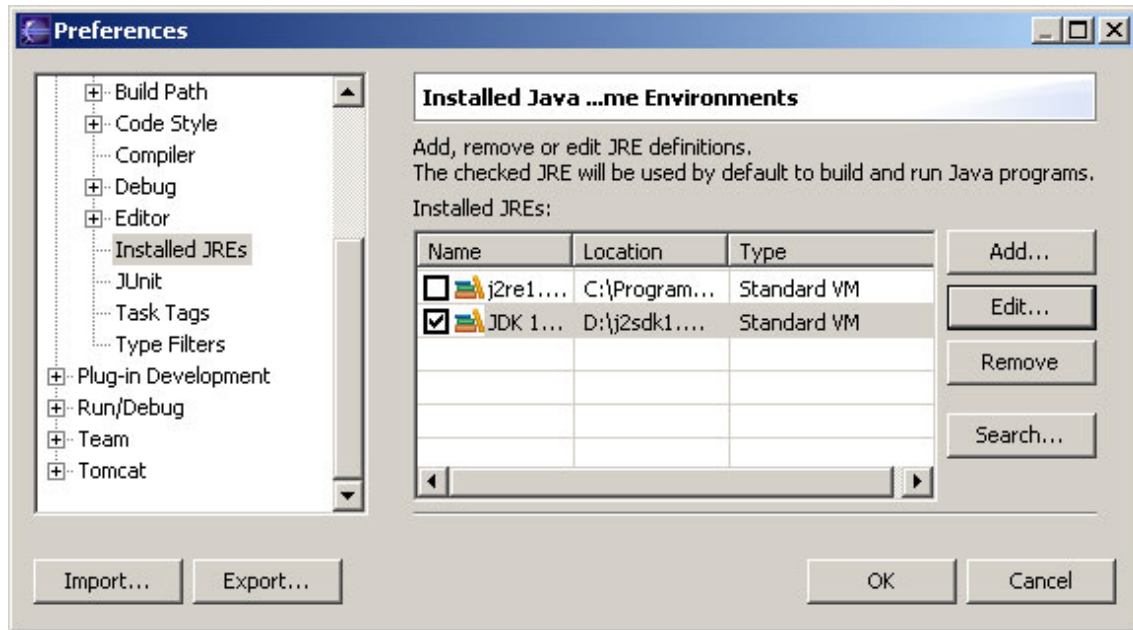 Preferences
Build Path
Code Style
Compiler
Debug
Editor
Installed JREs
JUnit
Task Tags
Type Filters
Plug-in Development
Run/Debug
Team
Tomcat
Installed Java ...me Environments
Add, remove or edit JRE definitions.
The checked JRE will be used by default to build and run Java programs.
Installed JREs:
Name Location Type
j2re1.... C:\Program... Standard VM
JDK 1... D:\j2sdk1.... Standard VM
Add...
Edit...
Remove
Search...
Import... Export... OK Cancel